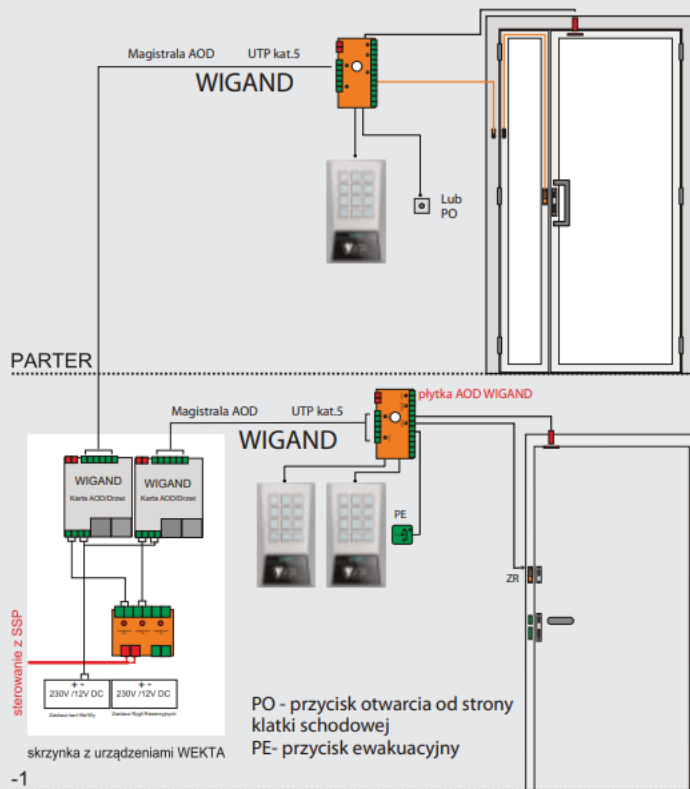 Magistrala AOD UTP kat.5
WIGAND
Lub
PO
PARTER
płytka AOD WIGAND
Magistrala AOD UTP kat.5
WIGAND
WIGAND
Karta AOD/Drzwi
WIGAND
Karta AOD/Drzwi
PE
ZR
sterowanie z SSP
+ -
230V /12V DC
+ -
230V /12V DC
PO - przycisk otwarcia od strony
klatki schodowej
PE- przycisk ewakuacyjny
skrzynka z urządzeniami WEKTA
-1